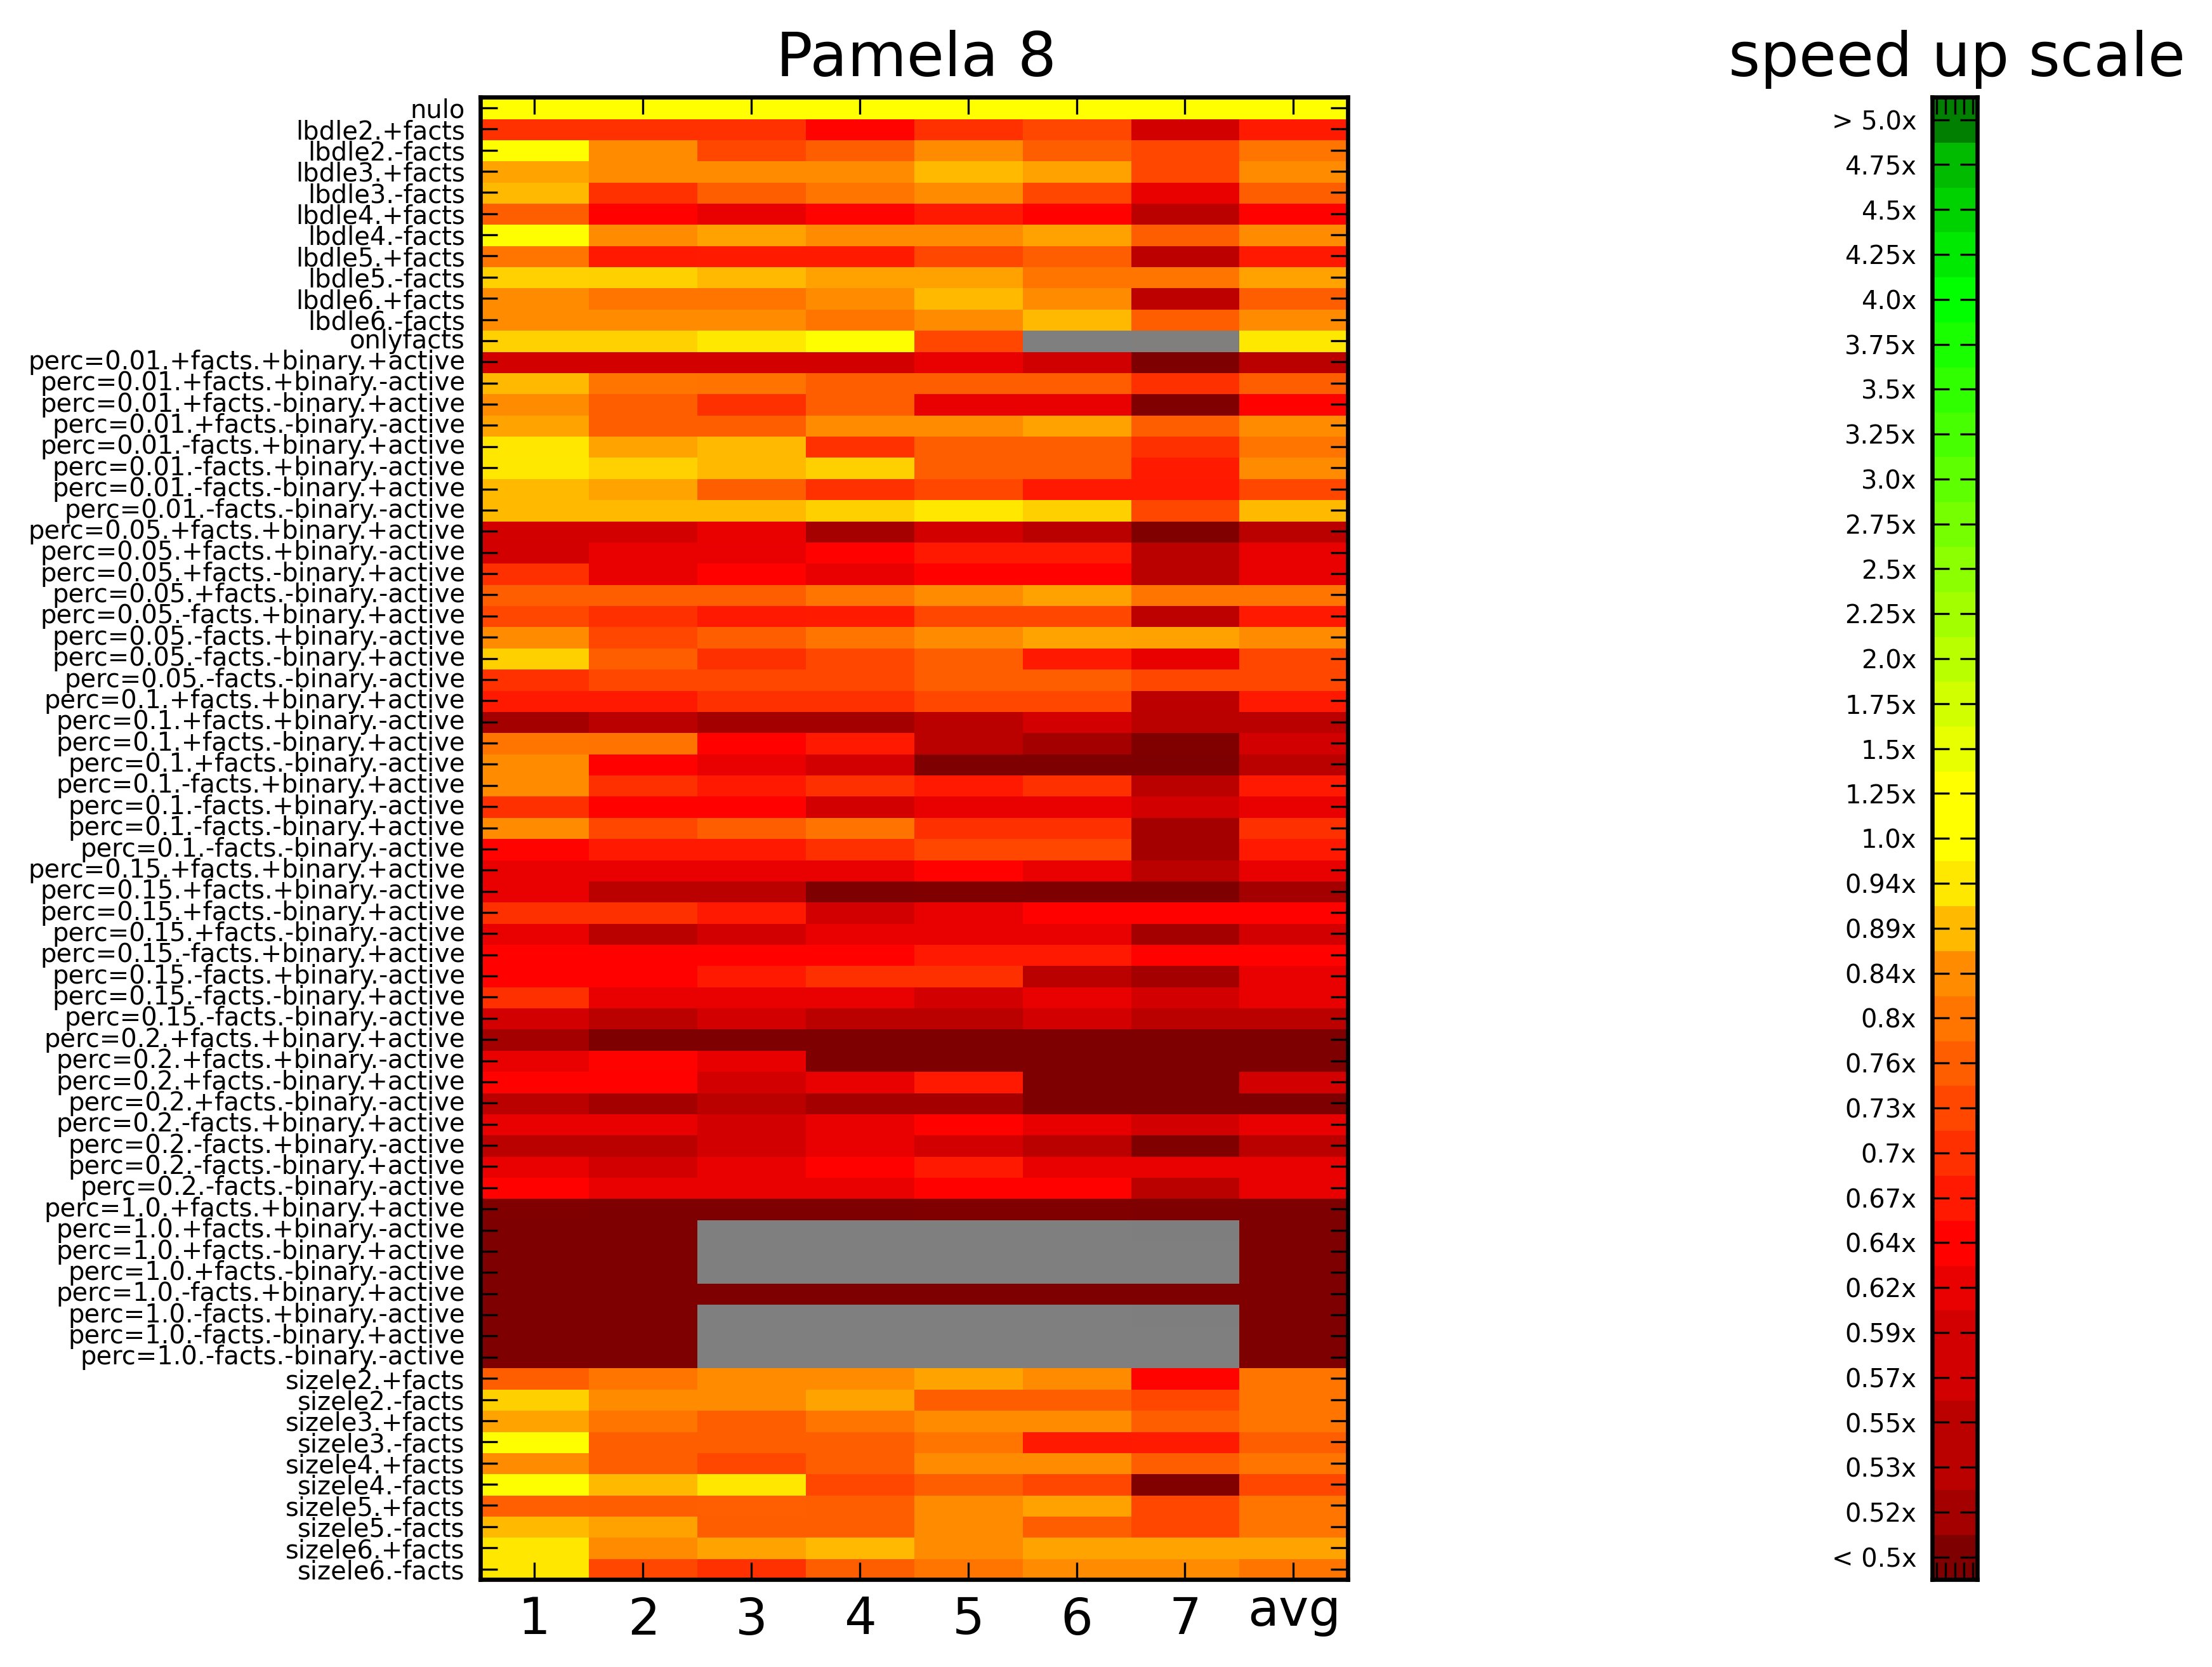 Pamela 8
speed up scale
nulo
lbdle2.+facts
lbdle2.-facts
lbdle3.+facts
lbdle3.-facts
lbdle4.+facts
lbdle4.-facts
lbdle5.+facts
lbdle5.-facts
lbdle6.+facts
lbdle6.-facts
onlyfacts
perc=0.01.+facts.+binary.+active
perc=0.01.+facts.+binary.-active
perc=0.01.+facts.-binary.+active
perc=0.01.+facts.-binary.-active
perc=0.01.-facts.+binary.+active
perc=0.01.-facts.+binary.-active
perc=0.01.-facts.-binary.+active
perc=0.01.-facts.-binary.-active
perc=0.05.+facts.+binary.+active
perc=0.05.+facts.+binary.-active
perc=0.05.+facts.-binary.+active
perc=0.05.+facts.-binary.-active
perc=0.05.-facts.+binary.+active
perc=0.05.-facts.+binary.-active
perc=0.05.-facts.-binary.+active
perc=0.05.-facts.-binary.-active
perc=0.1.+facts.+binary.+active
perc=0.1.+facts.+binary.-active
perc=0.1.+facts.-binary.+active
perc=0.1.+facts.-binary.-active
perc=0.1.-facts.+binary.+active
perc=0.1.-facts.+binary.-active
perc=0.1.-facts.-binary.+active
perc=0.1.-facts.-binary.-active
perc=0.15.+facts.+binary.+active
perc=0.15.+facts.+binary.-active
perc=0.15.+facts.-binary.+active
perc=0.15.+facts.-binary.-active
perc=0.15.-facts.+binary.+active
perc=0.15.-facts.+binary.-active
perc=0.15.-facts.-binary.+active
perc=0.15.-facts.-binary.-active
perc=0.2.+facts.+binary.+active
perc=0.2.+facts.+binary.-active
perc=0.2.+facts.-binary.+active
perc=0.2.+facts.-binary.-active
perc=0.2.-facts.+binary.+active
perc=0.2.-facts.+binary.-active
perc=0.2.-facts.-binary.+active
perc=0.2.-facts.-binary.-active
perc=1.0.+facts.+binary.+active
perc=1.0.+facts.+binary.-active
perc=1.0.+facts.-binary.+active
perc=1.0.+facts.-binary.-active
perc=1.0.-facts.+binary.+active
perc=1.0.-facts.+binary.-active
perc=1.0.-facts.-binary.+active
perc=1.0.-facts.-binary.-active
sizele2.+facts
sizele2.-facts
sizele3.+facts
sizele3.-facts
sizele4.+facts
sizele4.-facts
sizele5.+facts
sizele5.-facts
sizele6.+facts
sizele6.-facts
1 2 3 4 5 6 7 avg
> 5.0x
4.75x
4.5x
4.25x
4.0x
3.75x
3.5x
3.25x
3.0x
2.75x
2.5x
2.25x
2.0x
1.75x
1.5x
1.25x
1.0x
0.94x
0.89x
0.84x
0.8x
0.76x
0.73x
0.7x
0.67x
0.64x
0.62x
0.59x
0.57x
0.55x
0.53x
0.52x
< 0.5x